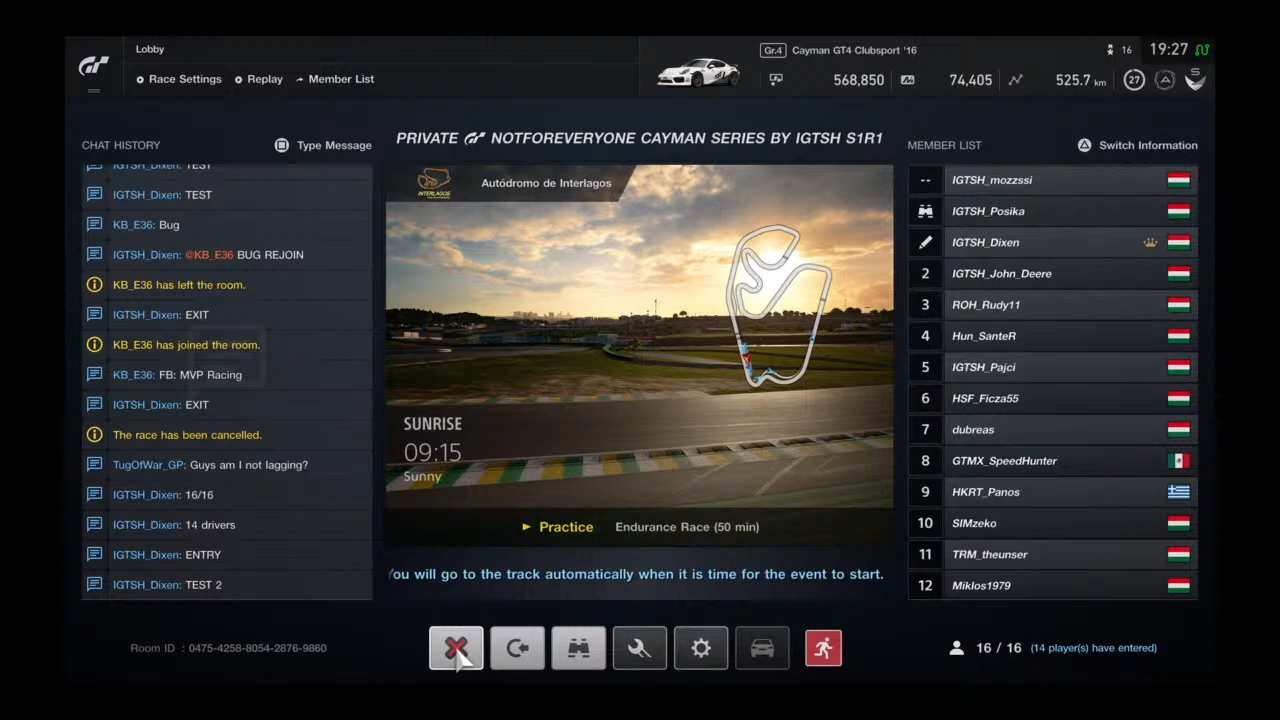 Lobby
Race Settings
Replay
Member List
Gr.4 Cayman GT4 Clubsport '16
16
19:27
568,850
74,405
525.7 km
27
A
S
CHAT HISTORY
Type Message
IGTSH_Dixen: TEST
IGTSH_Dixen: TEST
KB_E36: Bug
IGTSH_Dixen: @KB_E36 BUG REJOIN
KB_E36 has left the room.
IGTSH_Dixen: EXIT
KB_E36 has joined the room.
KB_E36: FB: MVP Racing
IGTSH_Dixen: EXIT
The race has been cancelled.
TugOfWar_GP: Guys am I not lagging?
IGTSH_Dixen: 16/16
IGTSH_Dixen: 14 drivers
IGTSH_Dixen: ENTRY
IGTSH_Dixen: TEST 2
PRIVATE GT NOTFOREVERYONE CAYMAN SERIES BY IGTSH S1R1
INTERLAGOS
Autódromo de Interlagos
SUNRISE
09:15
Sunny
Practice
Endurance Race (50 min)
You will go to the track automatically when it is time for the event to start.
MEMBER LIST
Switch Information
-- IGTSH_mozzssi
IGTSH_Posika
IGTSH_Dixen
2 IGTSH_John_Deere
3 ROH_Rudy11
4 Hun_SanteR
5 IGTSH_Pajci
6 HSF_Ficza55
7 dubreas
8 GTMX_SpeedHunter
9 HKRT_Panos
10 SIMzeko
11 TRM_theunser
12 Miklos1979
Room ID : 0475-4258-8054-2876-9860
16 / 16 (14 player(s) have entered)